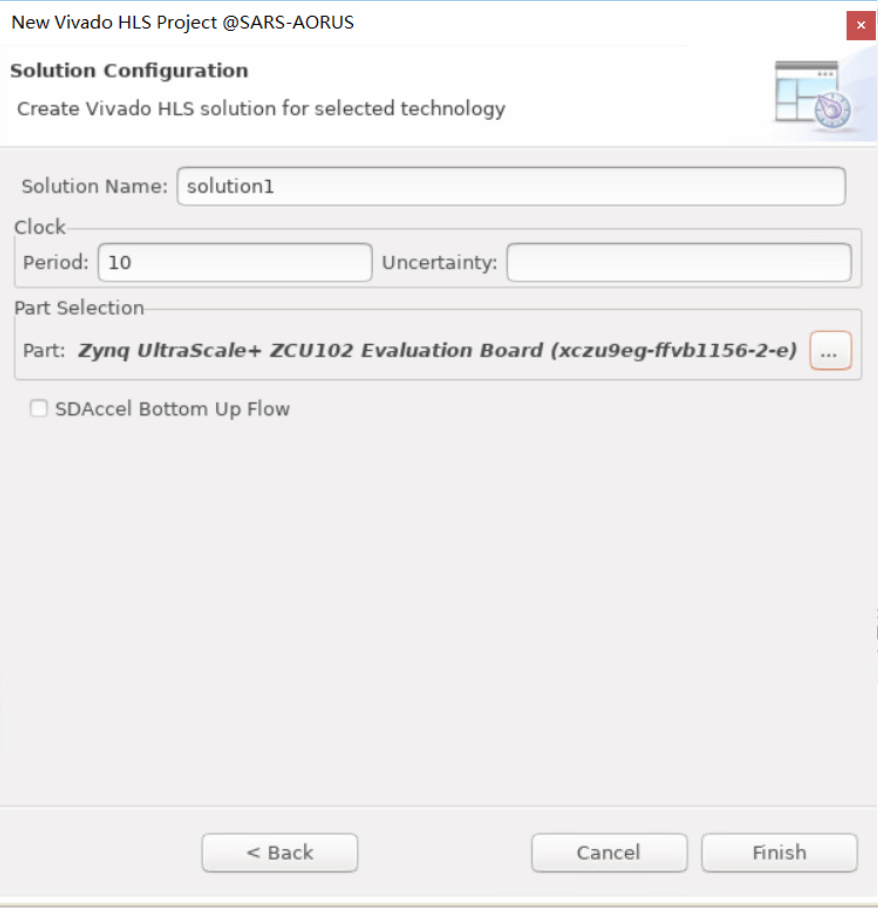 New Vivado HLS Project @SARS-AORUS
Solution Configuration
Create Vivado HLS solution for selected technology
Solution Name: solution1
Clock
Period: 10 Uncertainty:
Part Selection
Part: Zynq UltraScale+ ZCU102 Evaluation Board (xczu9eg-ffvb1156-2-e) ...
SDAccel Bottom Up Flow
< Back Cancel Finish